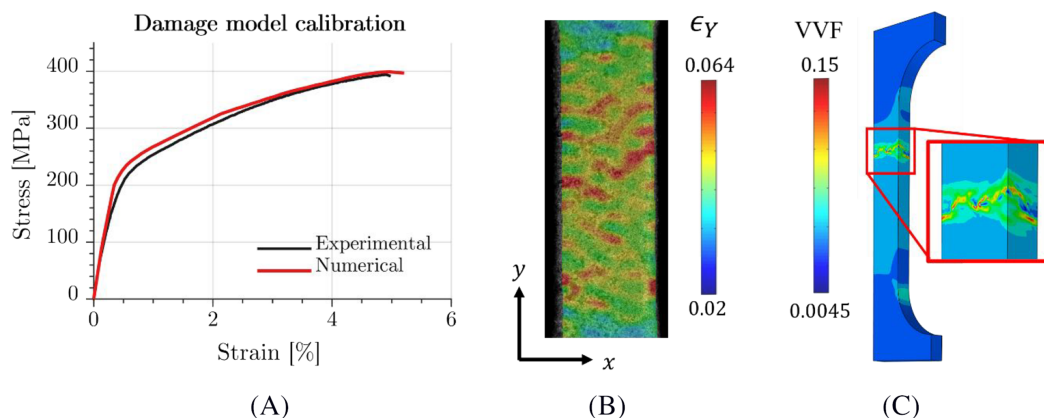 Damage model calibration
Stress [MPa]
400
300
200
100
0
0
2
4
6
Strain [%]
Experimental
Numerical
(A)
ϵ_Y
0.064
0.02
y
x
(B)
VVF
0.15
0.0045
(C)